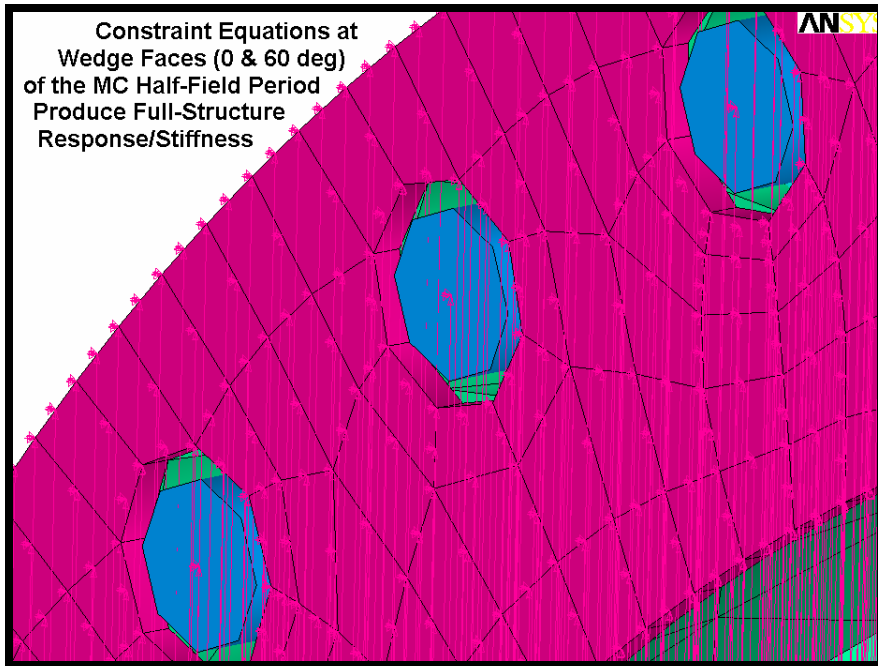 Constraint Equations at
Wedge Faces (0 & 60 deg)
of the MC Half-Field Period
Produce Full-Structure
Response/Stiffness
ANSYS